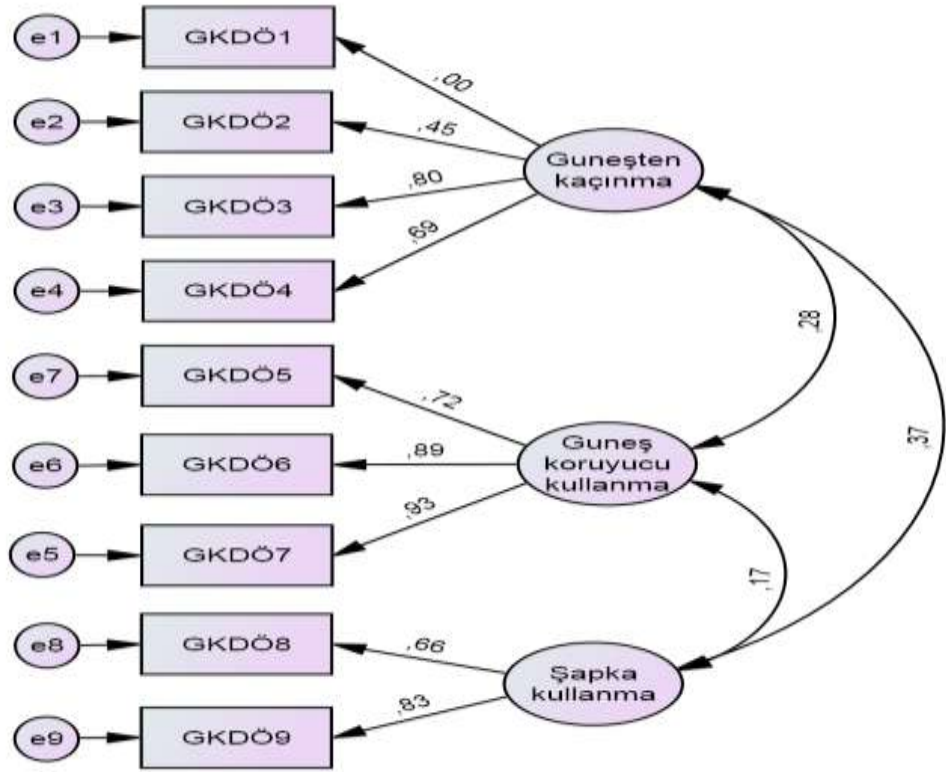 e1 GKDÖ1
,00
e2 GKDÖ2
,45
Guneşten
kaçınma
e3 GKDÖ3
,80
e4 GKDÖ4
,69
,28
e7 GKDÖ5
,72
,37
e6 GKDÖ6
,89
Guneş
koruyucu
kullanma
e5 GKDÖ7
,93
,17
e8 GKDÖ8
,66
Şapka
kullanma
e9 GKDÖ9
,83